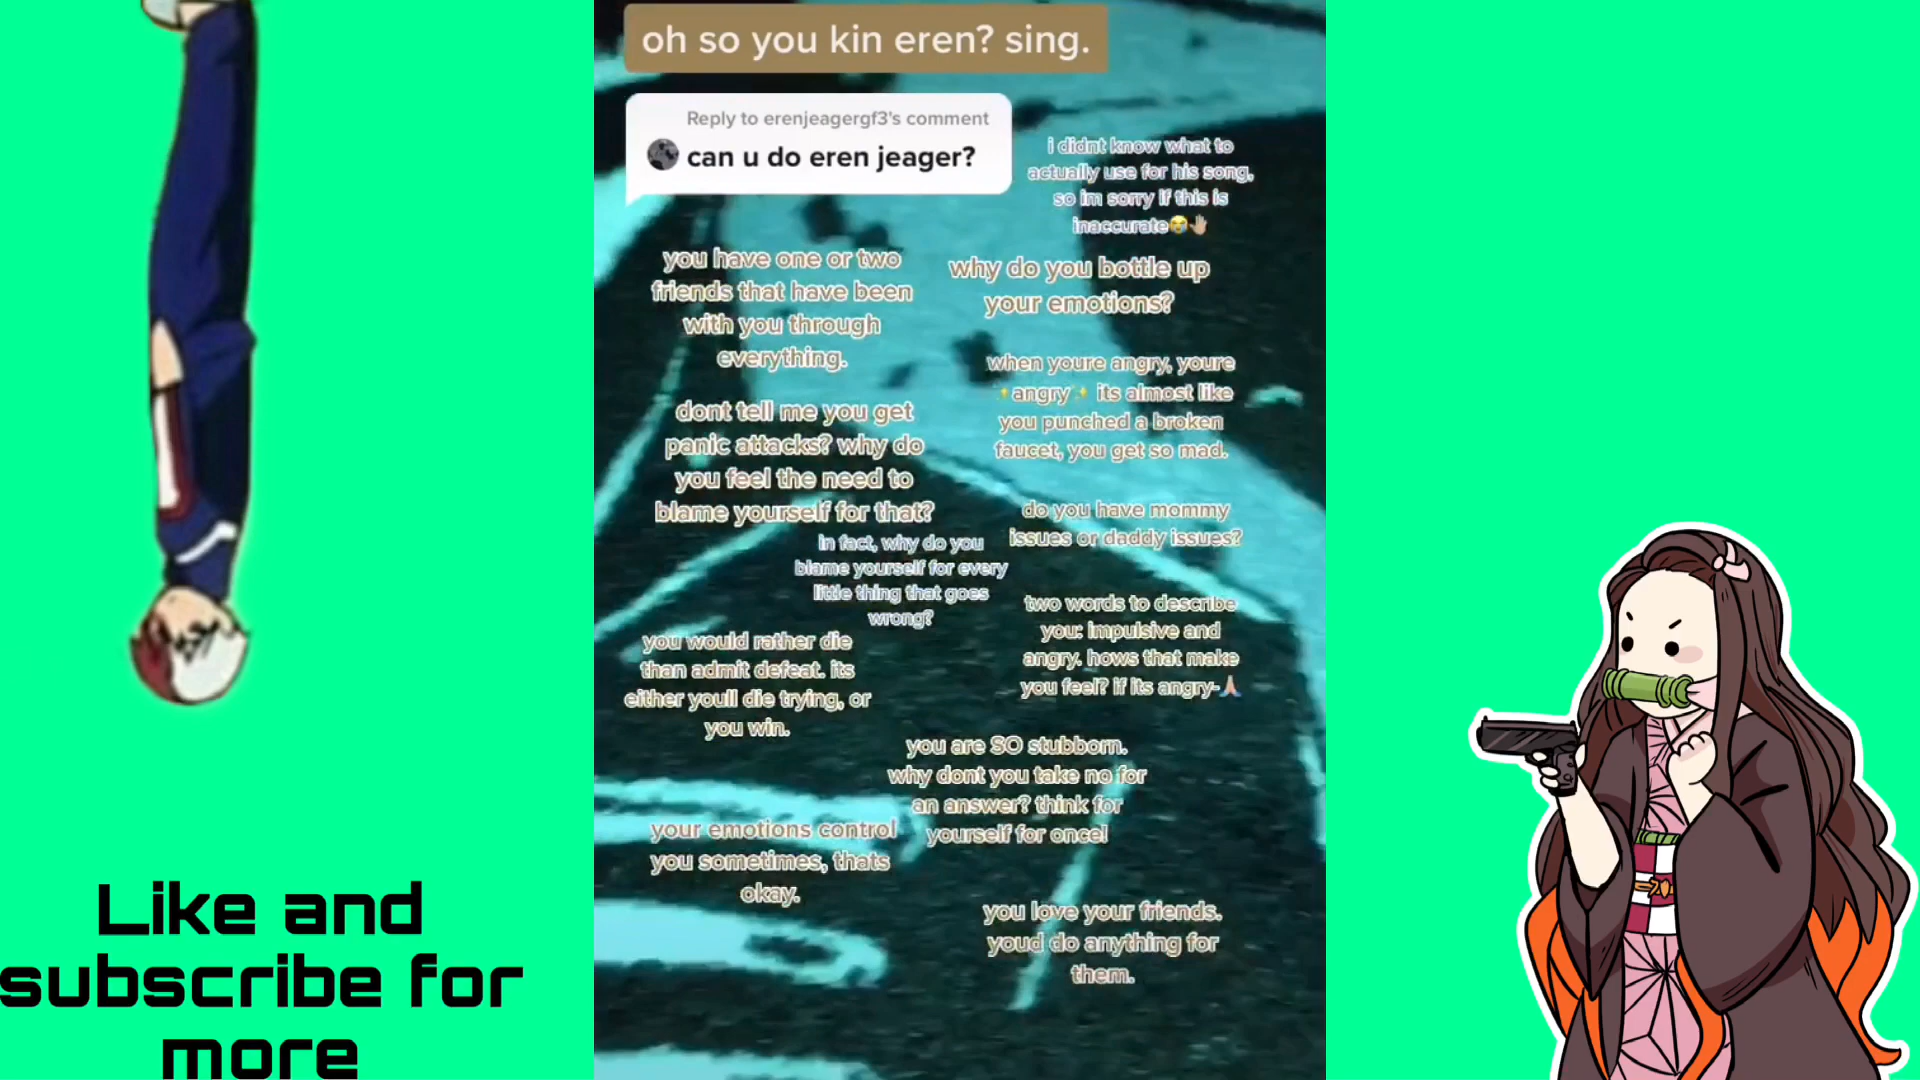 oh so you kin eren? sing.
Reply to erenjeagergf3's comment
can u do eren jeager?
i didnt know what to
actually use for his song,
so im sorry if this is
inaccurate😭🤚🏼
you have one or two
friends that have been
with you through
everything.
why do you bottle up
your emotions?
when youre angry, youre
✨angry✨ its almost like
you punched a broken
faucet, you get so mad.
dont tell me you get
panic attacks? why do
you feel the need to
blame yourself for that?
in fact, why do you
blame yourself for every
little thing that goes
wrong?
do you have mommy
issues or daddy issues?
two words to describe
you: impulsive and
angry. hows that make
you feel? if its angry-🙏🏼
you would rather die
than admit defeat. its
either youll die trying, or
you win.
you are SO stubborn.
why dont you take no for
an answer? think for
yourself for once!
your emotions control
you sometimes, thats
okay.
you love your friends.
youd do anything for
them.
Like and
subscribe for
more